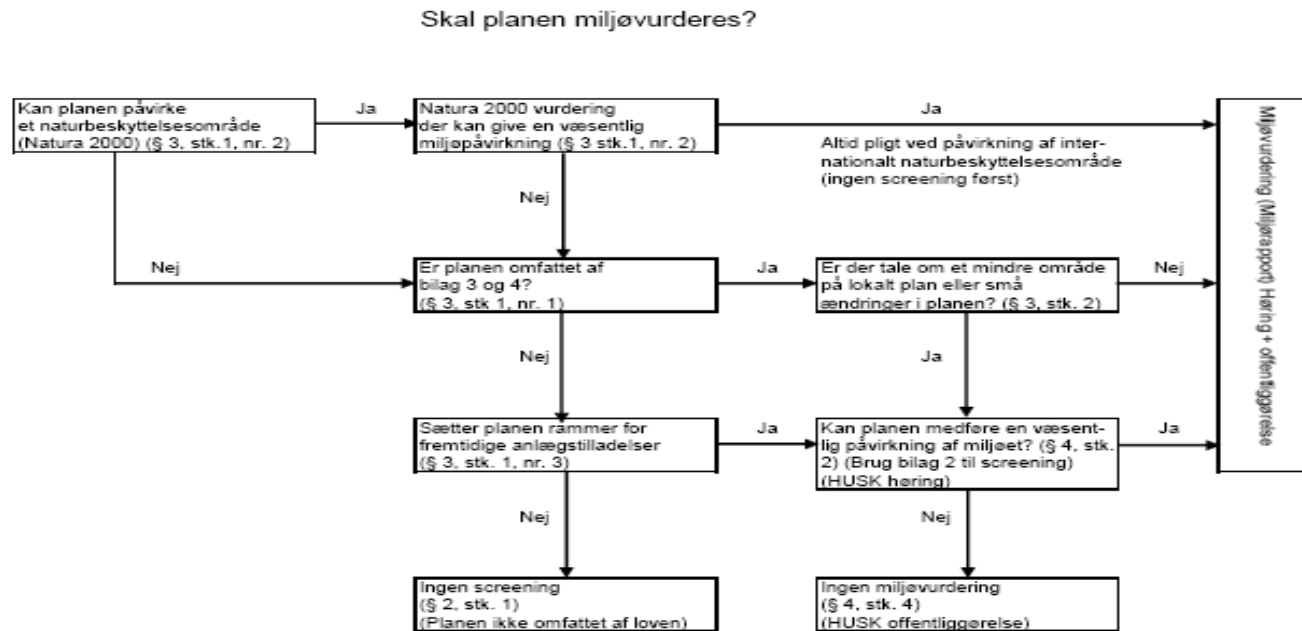 Skal planen miljøvurderes?
Kan planen påvirke
et naturbeskyttelsesområde
(Natura 2000) (§ 3, stk.1, nr. 2)
Ja
Natura 2000 vurdering
der kan give en væsentlig
miljøpåvirkning (§ 3 stk.1, nr. 2)
Ja
Altid pligt ved påvirkning af inter-
nationalt naturbeskyttelsesområde
(ingen screening først)
Nej
Nej
Er planen omfattet af
bilag 3 og 4?
(§ 3, stk 1, nr. 1)
Ja
Er der tale om et mindre område
på lokalt plan eller små
ændringer i planen? (§ 3, stk. 2)
Nej
Nej
Ja
Sætter planen rammer for
fremtidige anlægstilladelser
(§ 3, stk. 1, nr. 3)
Ja
Kan planen medføre en væsent-
lig påvirkning af miljøet? (§ 4, stk.
2) (Brug bilag 2 til screening)
(HUSK høring)
Ja
Nej
Nej
Ingen screening
(§ 2, stk. 1)
(Planen ikke omfattet af loven)
Ingen miljøvurdering
(§ 4, stk. 4)
(HUSK offentliggørelse)
Miljøvurdering (Miljørapport) Høring + offentliggørelse